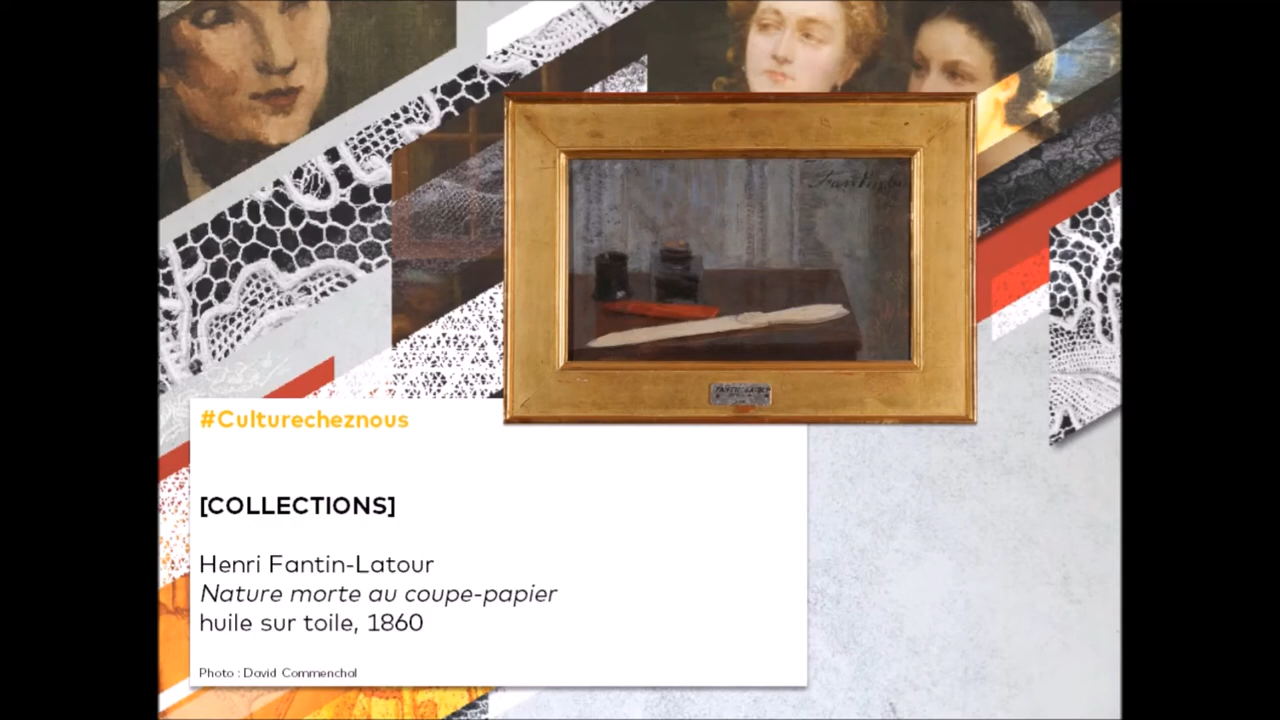 #Culturecheznous
[COLLECTIONS]
Henri Fantin-Latour
Nature morte au coupe-papier
huile sur toile, 1860
Photo : David Commenchal